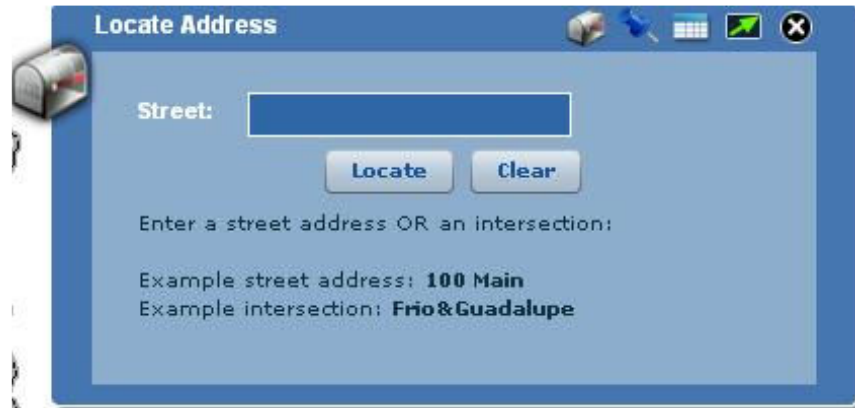 Locate Address
Street:
Locate Clear
Enter a street address OR an intersection:
Example street address: 100 Main
Example intersection: Frio&Guadalupe